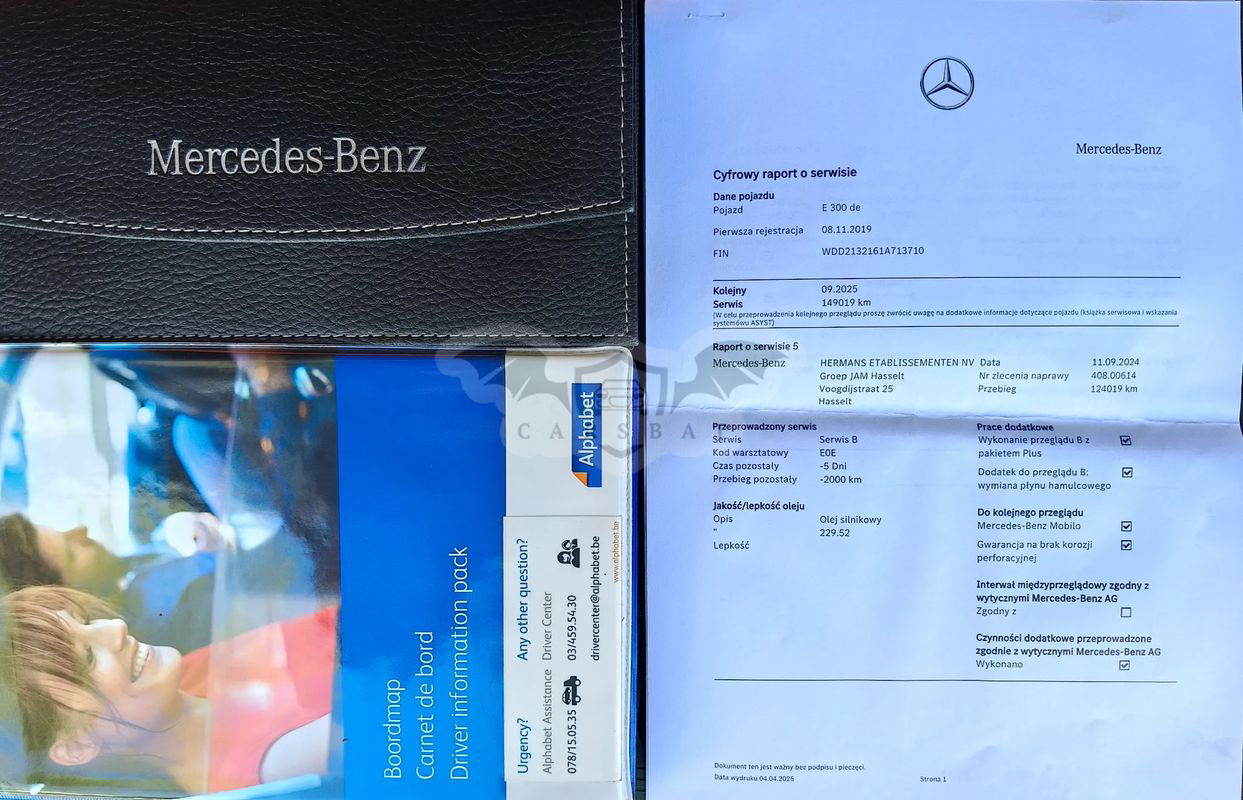 Mercedes-Benz
Boordmap
Carnet de bord
Driver information pack
Alphabet
Urgency?
Alphabet Assistance
078/15.05.35
Any other question?
Driver Center
03/459.54.30
drivercenter@alphabet.be
www.alphabet.be
CARSBA
Mercedes-Benz
Cyfrowy raport o serwisie
Dane pojazdu
Pojazd E 300 de
Pierwsza rejestracja 08.11.2019
FIN WDD2132161A713710
Kolejny 09.2025
Serwis 149019 km
(W celu przeprowadzenia kolejnego przeglądu proszę zwrócić uwagę na dodatkowe informacje dotyczące pojazdu (książka serwisowa i wskazania
systemówu ASYST)
Raport o serwisie 5
Mercedes-Benz HERMANS ETABLISSEMENTEN NV Data 11.09.2024
Groep JAM Hasselt Nr zlecenia naprawy 408.00614
Voogdijstraat 25 Przebieg 124019 km
Hasselt
Przeprowadzony serwis
Serwis Serwis B
Kod warsztatowy E0E
Czas pozostały -5 Dni
Przebieg pozostały -2000 km
Jakość/lepkość oleju
Opis Olej silnikowy
" 229.52
Lepkość
Prace dodatkowe
Wykonanie przeglądu B z
pakietem Plus
Dodatek do przeglądu B:
wymiana płynu hamulcowego
Do kolejnego przeglądu
Mercedes-Benz Mobilo
Gwarancja na brak korozji
perforacyjnej
Interwał międzyprzeglądowy zgodny z
wytycznymi Mercedes-Benz AG
Zgodny z
Czynności dodatkowe przeprowadzone
zgodnie z wytycznymi Mercedes-Benz AG
Wykonano
Dokument ten jest ważny bez podpisu i pieczęci.
Data wydruku 04.04.2025 Strona 1